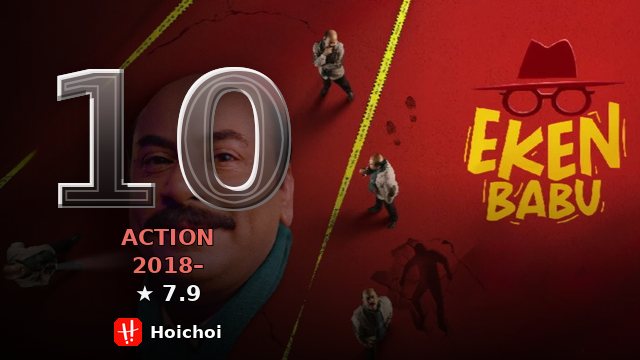 10
ACTION
2018–
★ 7.9
Hoichoi
EKEN
BABU